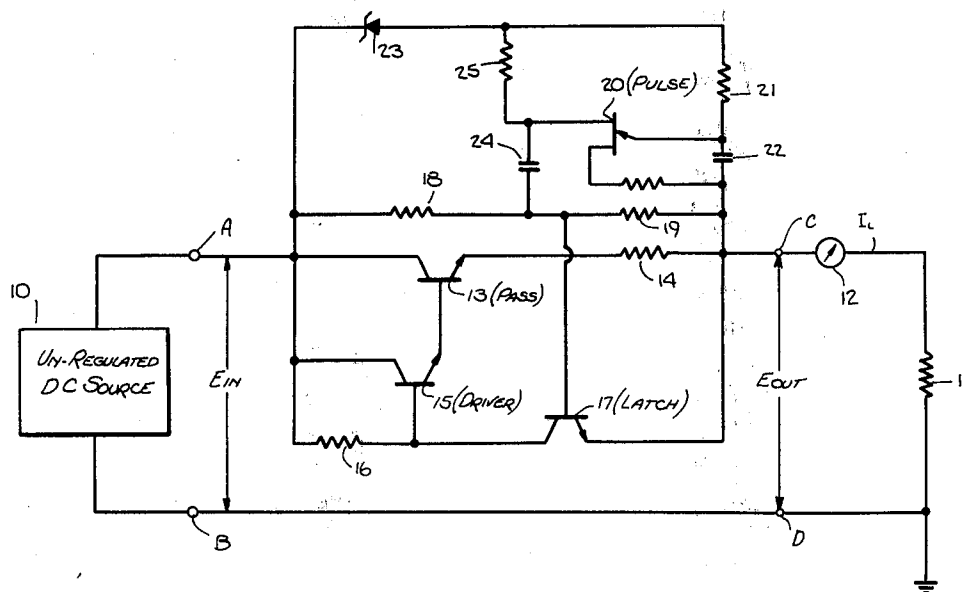 23
25
20 (PULSE)
21
24
22
18
A
19
C
IL
10
14
12
13 (PASS)
UN-REGULATED
DC SOURCE
EIN
EOUT
1
15 (DRIVER)
17 (LATCH)
16
B
D